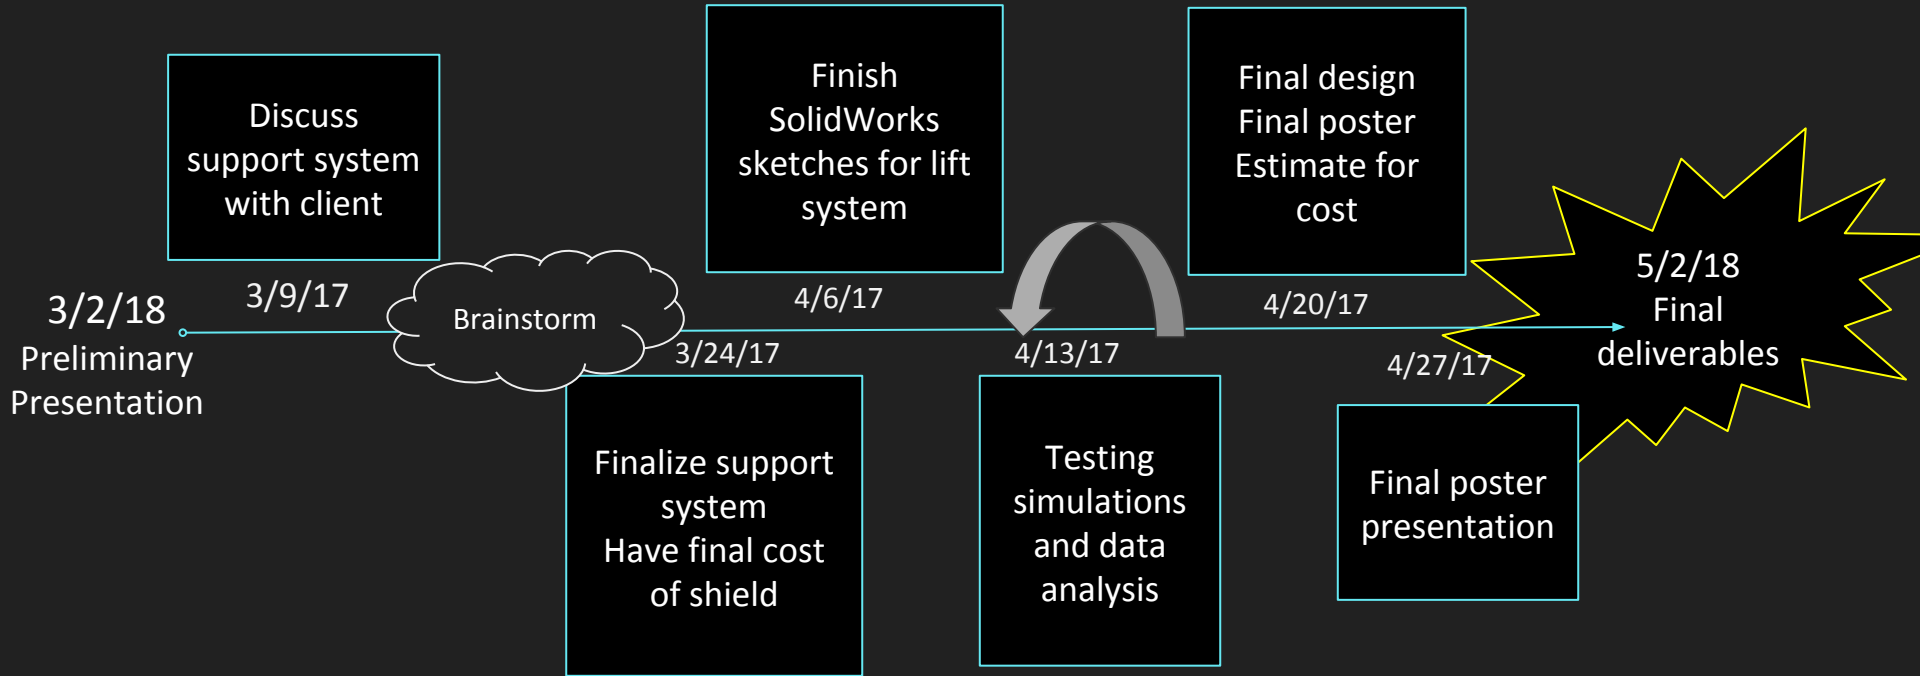 3/2/18
Preliminary
Presentation
Discuss
support system
with client
3/9/17
Brainstorm
3/24/17
Finalize support
system
Have final cost
of shield
Finish
SolidWorks
sketches for lift
system
4/6/17
4/13/17
Testing
simulations
and data
analysis
Final design
Final poster
Estimate for
cost
4/20/17
4/27/17
Final poster
presentation
5/2/18
Final
deliverables